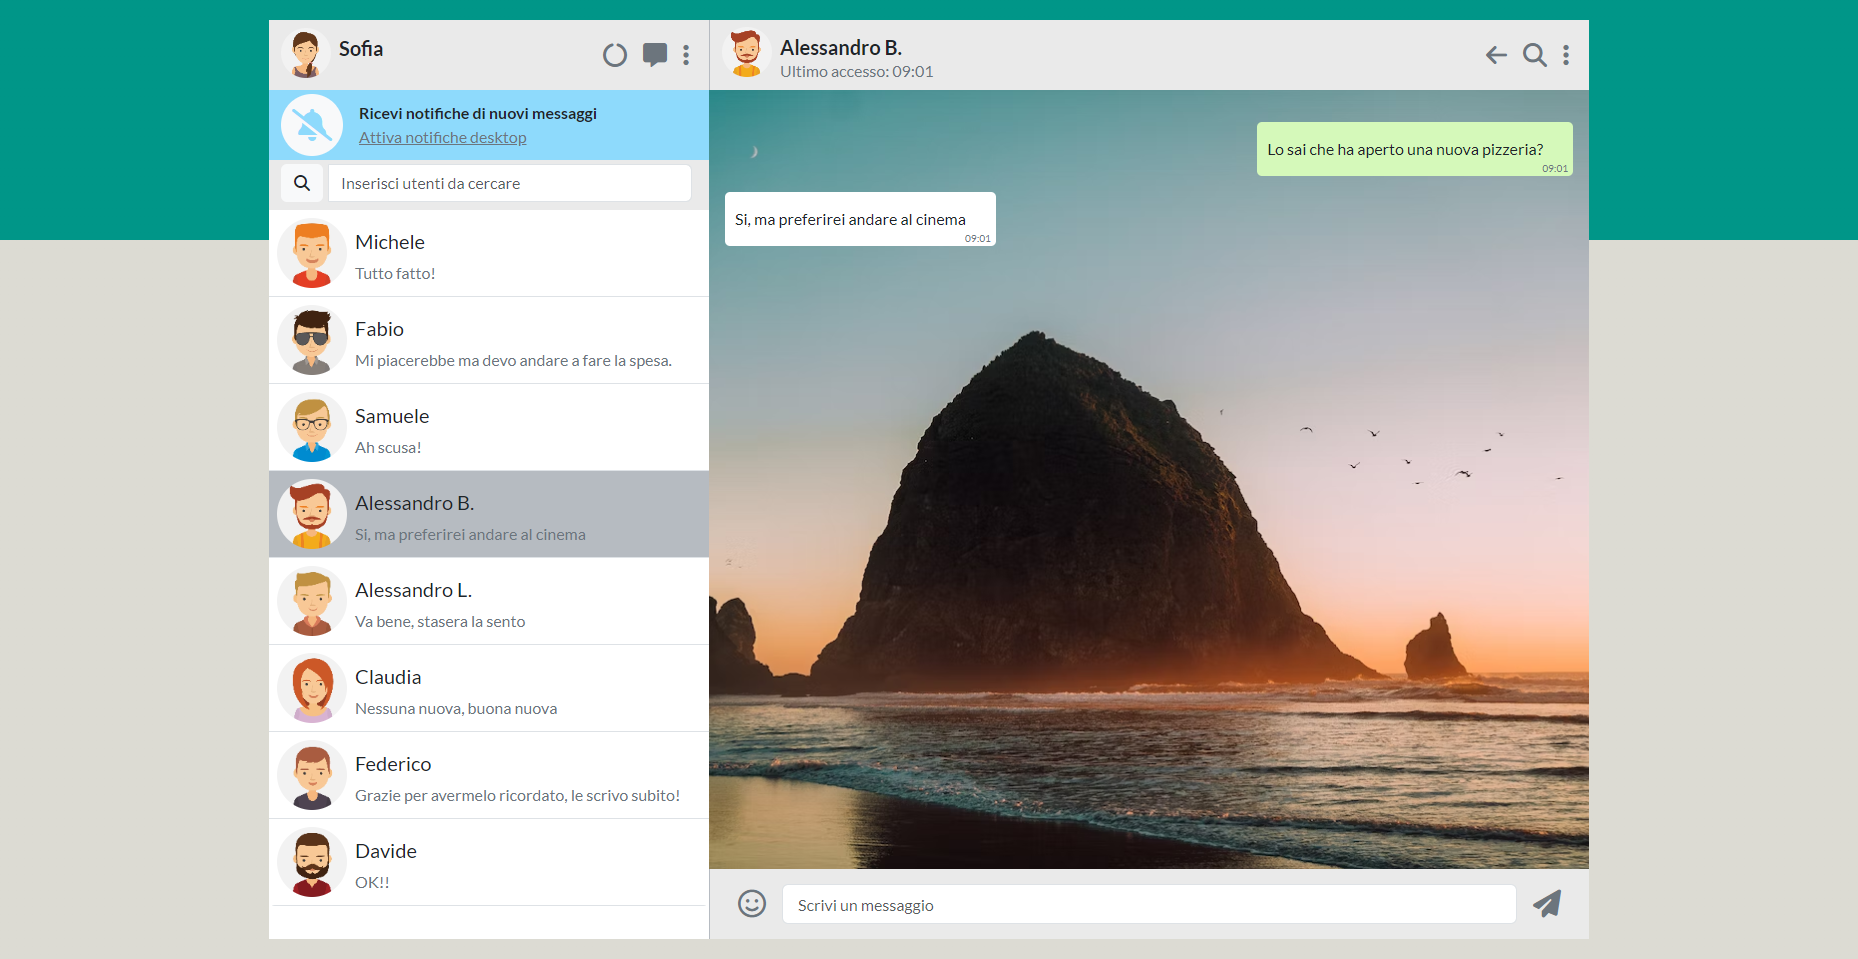 Sofia
Ricevi notifiche di nuovi messaggi
Attiva notifiche desktop
Inserisci utenti da cercare
Michele
Tutto fatto!
Fabio
Mi piacerebbe ma devo andare a fare la spesa.
Samuele
Ah scusa!
Alessandro B.
Si, ma preferirei andare al cinema
Alessandro L.
Va bene, stasera la sento
Claudia
Nessuna nuova, buona nuova
Federico
Grazie per avermelo ricordato, le scrivo subito!
Davide
OK!!
Alessandro B.
Ultimo accesso: 09:01
Lo sai che ha aperto una nuova pizzeria?
09:01
Si, ma preferirei andare al cinema
09:01
Scrivi un messaggio